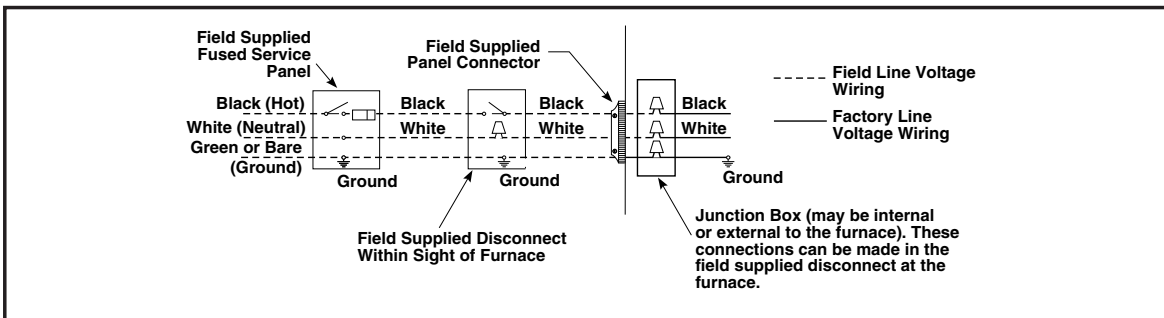 Field Supplied
Fused Service
Panel
Field Supplied
Panel Connector
Black (Hot)
Black
Black
Black
White (Neutral)
White
White
White
Green or Bare
(Ground)
Ground
Ground
Ground
Field Line Voltage
Wiring
Factory Line
Voltage Wiring
Field Supplied Disconnect
Within Sight of Furnace
Junction Box (may be internal
or external to the furnace). These
connections can be made in the
field supplied disconnect at the
furnace.